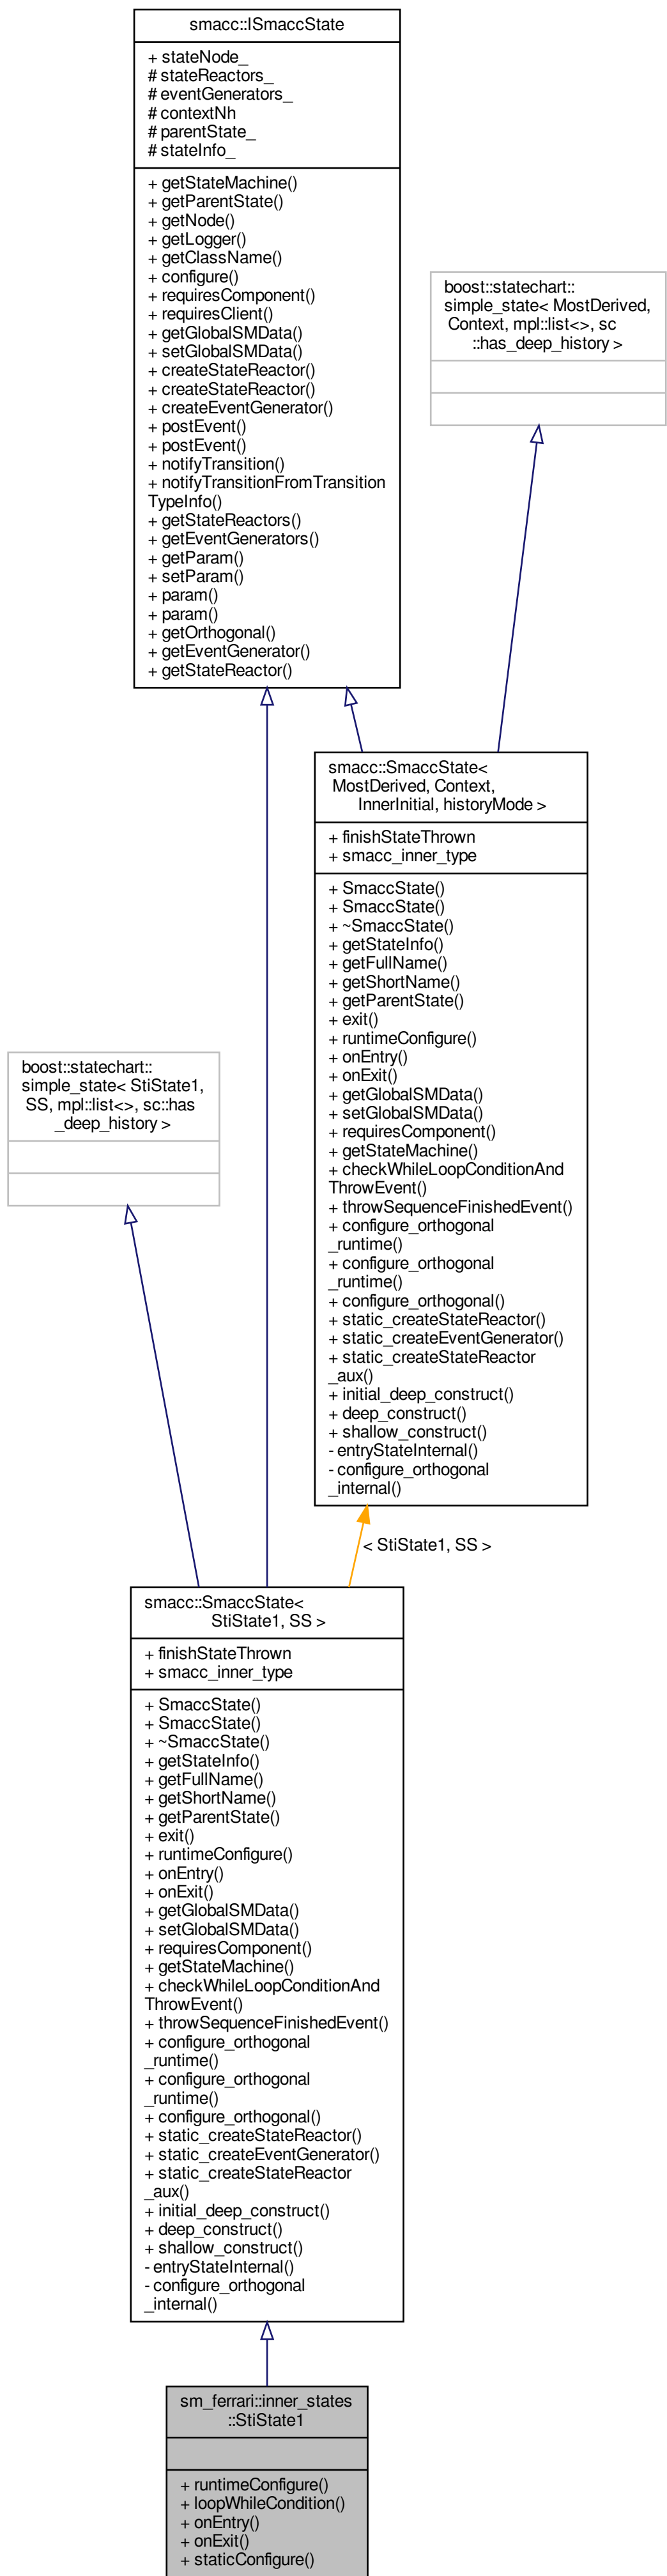 smacc::ISmaccState
+ stateNode_
# stateReactors_
# eventGenerators_
# contextNh
# parentState_
# stateInfo_
+ getStateMachine()
+ getParentState()
+ getNode()
+ getLogger()
+ getClassName()
+ configure()
+ requiresComponent()
+ requiresClient()
+ getGlobalSMData()
+ setGlobalSMData()
+ createStateReactor()
+ createStateReactor()
+ createEventGenerator()
+ postEvent()
+ postEvent()
+ notifyTransition()
+ notifyTransitionFromTransition
TypeInfo()
+ getStateReactors()
+ getEventGenerators()
+ getParam()
+ setParam()
+ param()
+ param()
+ getOrthogonal()
+ getEventGenerator()
+ getStateReactor()
boost::statechart::
simple_state< MostDerived,
Context, mpl::list<>, sc
::has_deep_history >
smacc::SmaccState<
MostDerived, Context,
InnerInitial, historyMode >
+ finishStateThrown
+ smacc_inner_type
+ SmaccState()
+ SmaccState()
+ ~SmaccState()
+ getStateInfo()
+ getFullName()
+ getShortName()
+ getParentState()
+ exit()
+ runtimeConfigure()
+ onEntry()
+ onExit()
+ getGlobalSMData()
+ setGlobalSMData()
+ requiresComponent()
+ getStateMachine()
+ checkWhileLoopConditionAnd
ThrowEvent()
+ throwSequenceFinishedEvent()
+ configure_orthogonal
_runtime()
+ configure_orthogonal
_runtime()
+ configure_orthogonal()
+ static_createStateReactor()
+ static_createEventGenerator()
+ static_createStateReactor
_aux()
+ initial_deep_construct()
+ deep_construct()
+ shallow_construct()
- entryStateInternal()
- configure_orthogonal
_internal()
boost::statechart::
simple_state< StiState1,
SS, mpl::list<>, sc::has
_deep_history >
< StiState1, SS >
smacc::SmaccState<
StiState1, SS >
+ finishStateThrown
+ smacc_inner_type
+ SmaccState()
+ SmaccState()
+ ~SmaccState()
+ getStateInfo()
+ getFullName()
+ getShortName()
+ getParentState()
+ exit()
+ runtimeConfigure()
+ onEntry()
+ onExit()
+ getGlobalSMData()
+ setGlobalSMData()
+ requiresComponent()
+ getStateMachine()
+ checkWhileLoopConditionAnd
ThrowEvent()
+ throwSequenceFinishedEvent()
+ configure_orthogonal
_runtime()
+ configure_orthogonal
_runtime()
+ configure_orthogonal()
+ static_createStateReactor()
+ static_createEventGenerator()
+ static_createStateReactor
_aux()
+ initial_deep_construct()
+ deep_construct()
+ shallow_construct()
- entryStateInternal()
- configure_orthogonal
_internal()
sm_ferrari::inner_states
::StiState1
+ runtimeConfigure()
+ loopWhileCondition()
+ onEntry()
+ onExit()
+ staticConfigure()